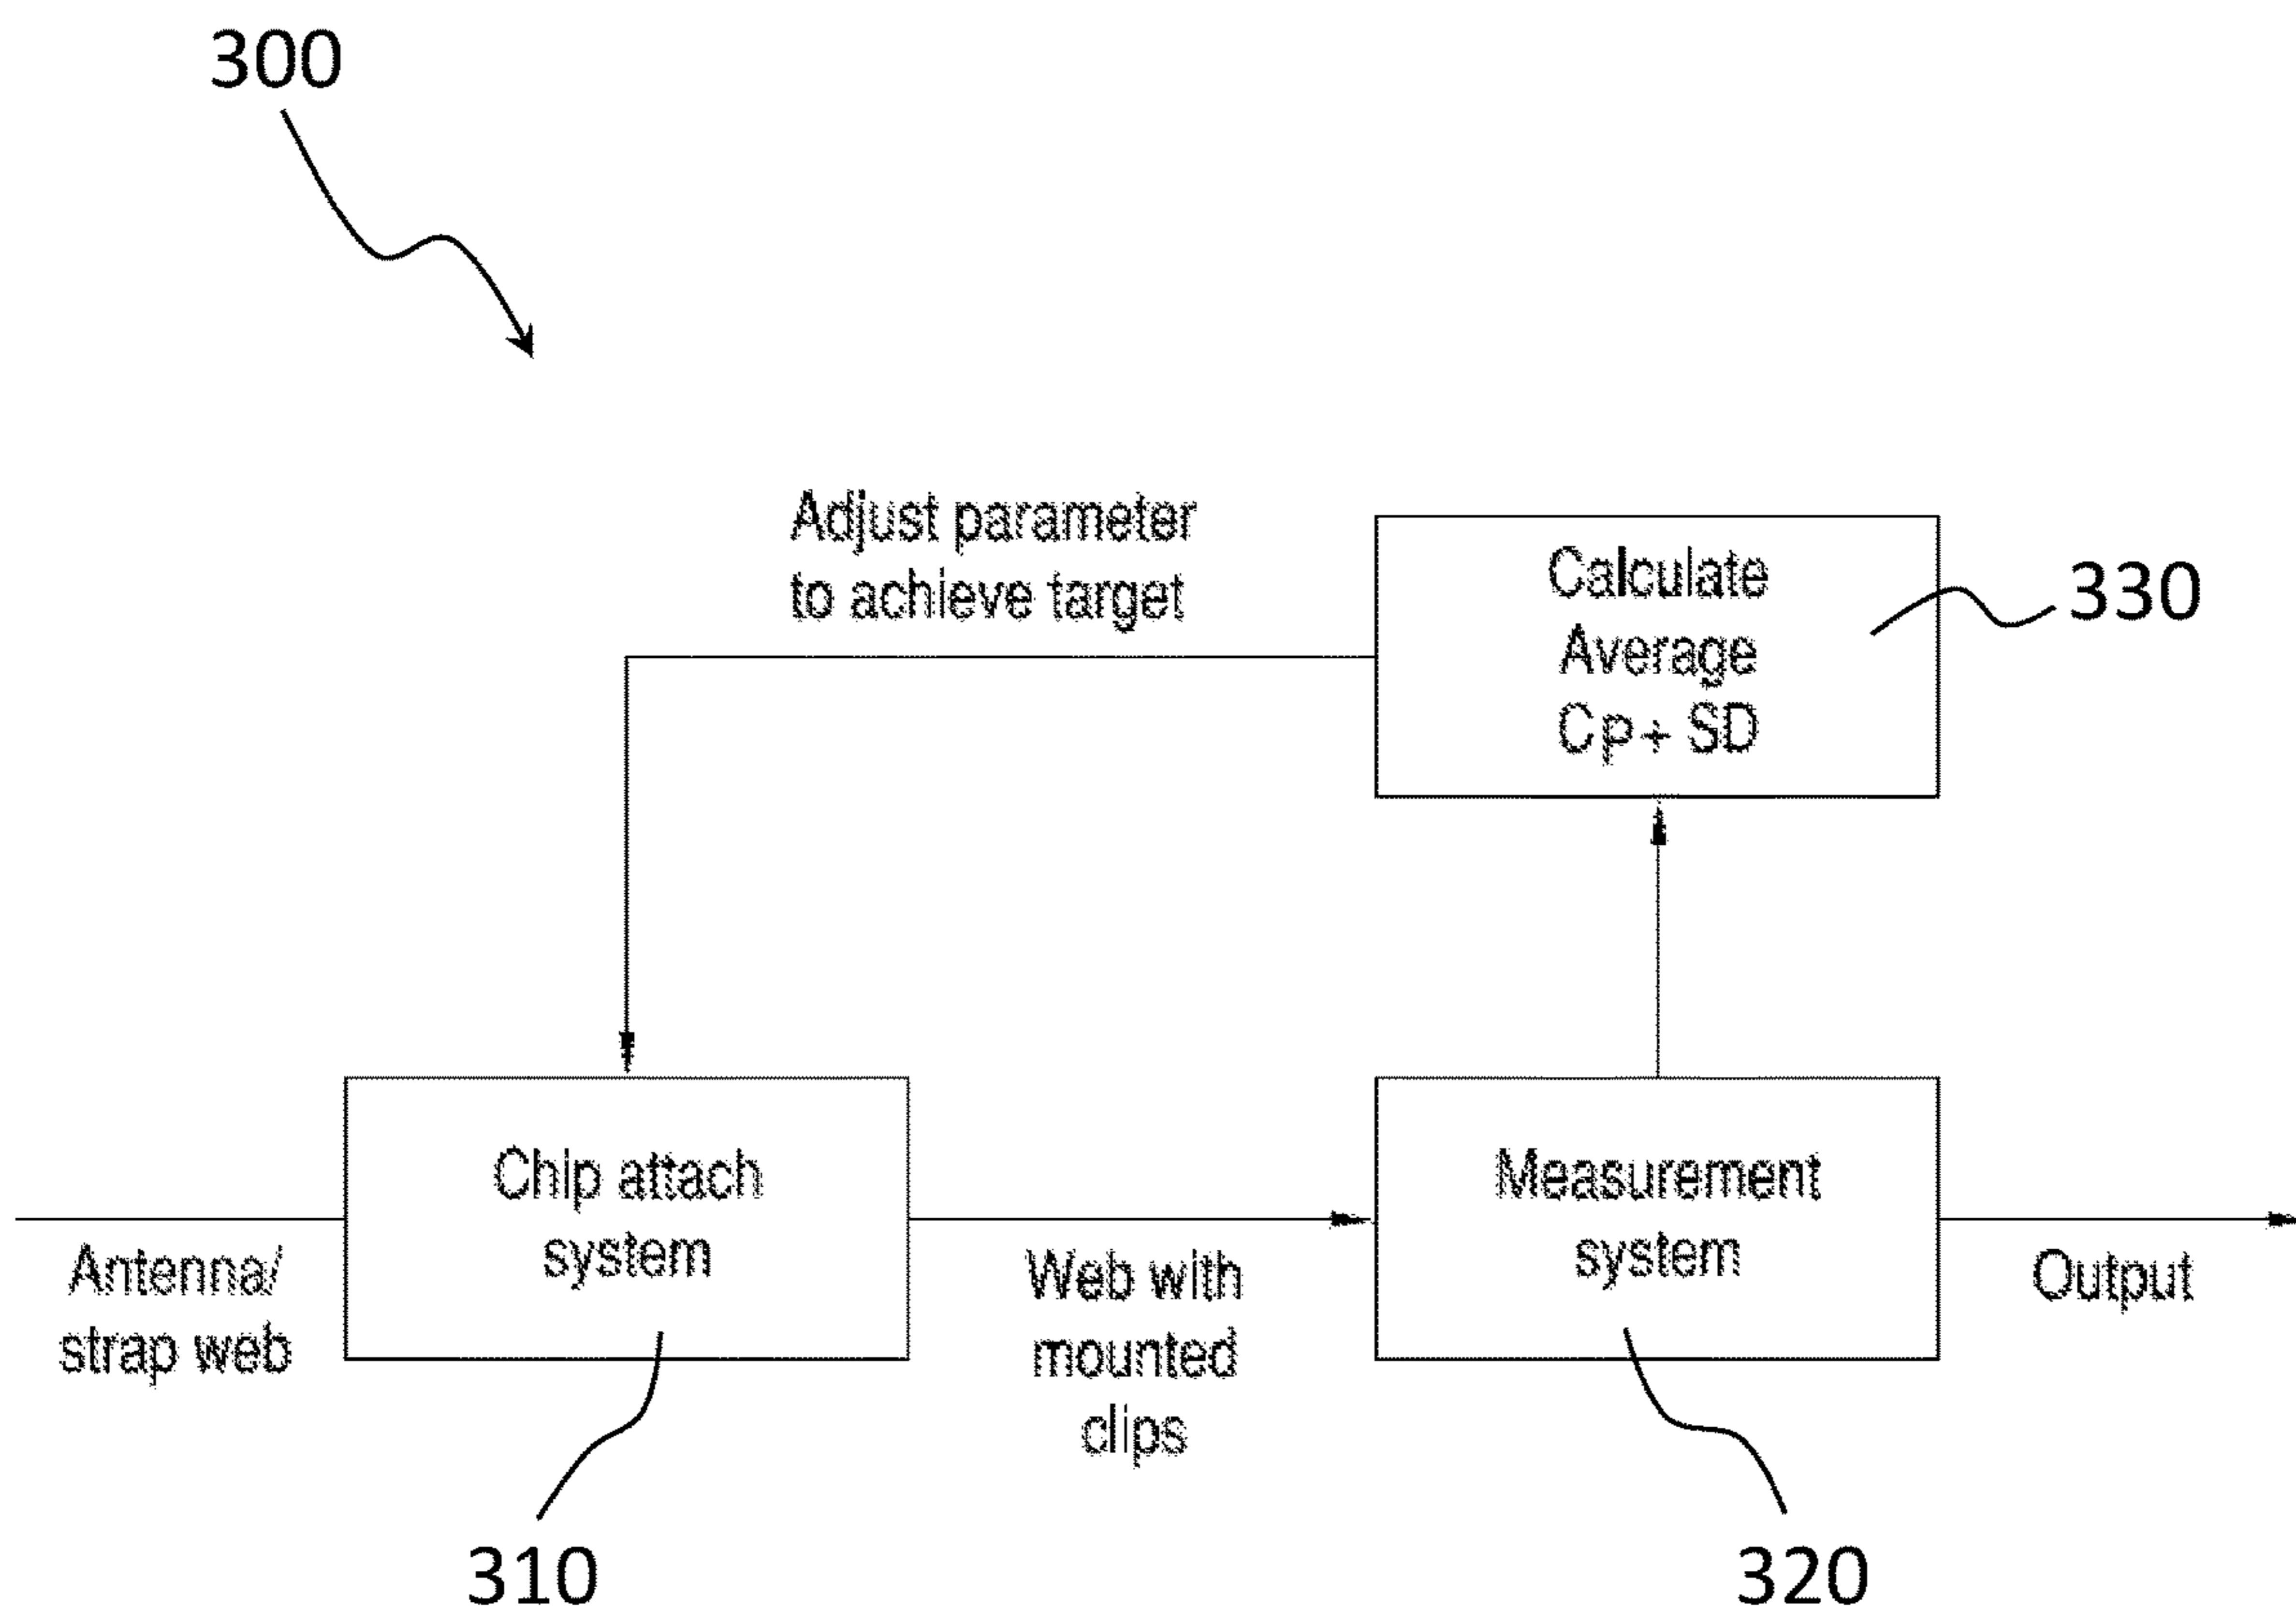 300
Adjust parameter
to achieve target
Calculate
Average
CP + SD
330
Chip attach
system
Measurement
system
Antenna/
strap web
Web with
mounted
clips
Output
310
320